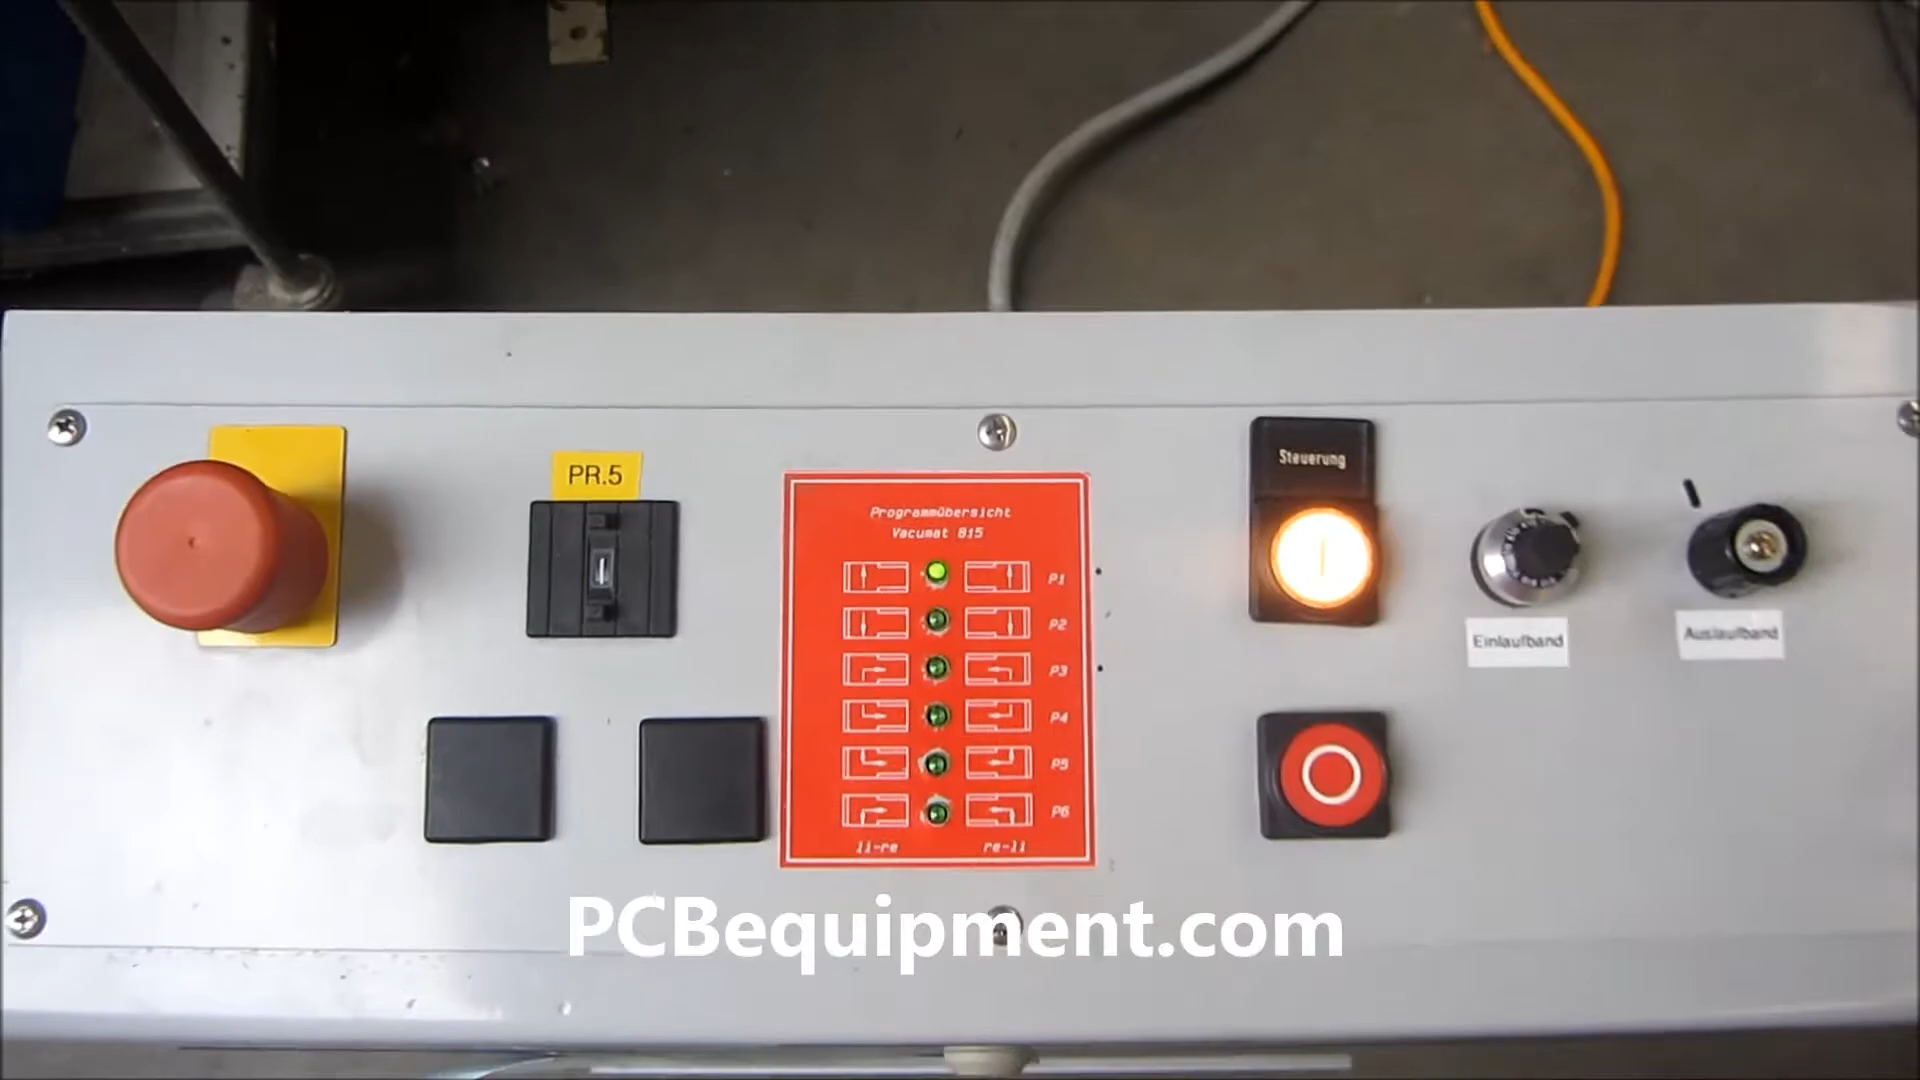 PR.5
Programmübersicht
Vacumat 815
P1
P2
P3
P4
P5
P6
li-re re-li
Steuerung
Einlaufband
Auslaufband
PCBequipment.com